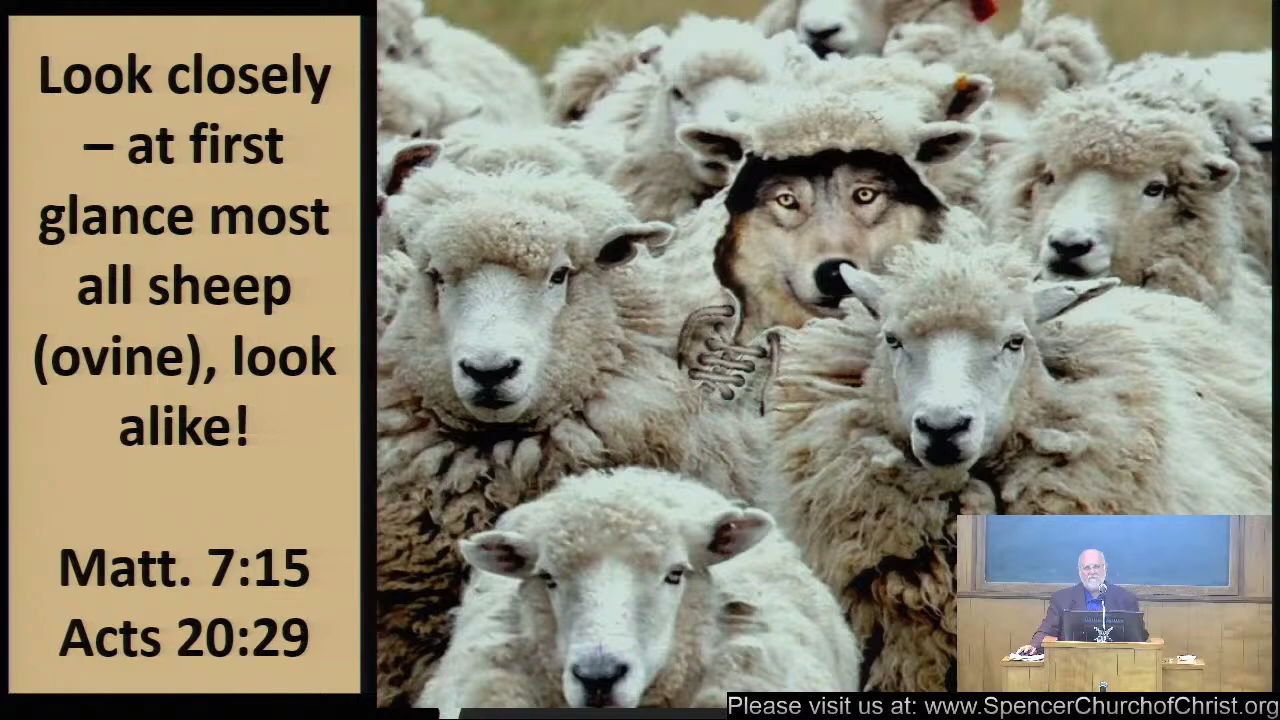 Look closely
– at first
glance most
all sheep
(ovine), look
alike!
Matt. 7:15
Acts 20:29
Please visit us at: www.SpencerChurchofChrist.org